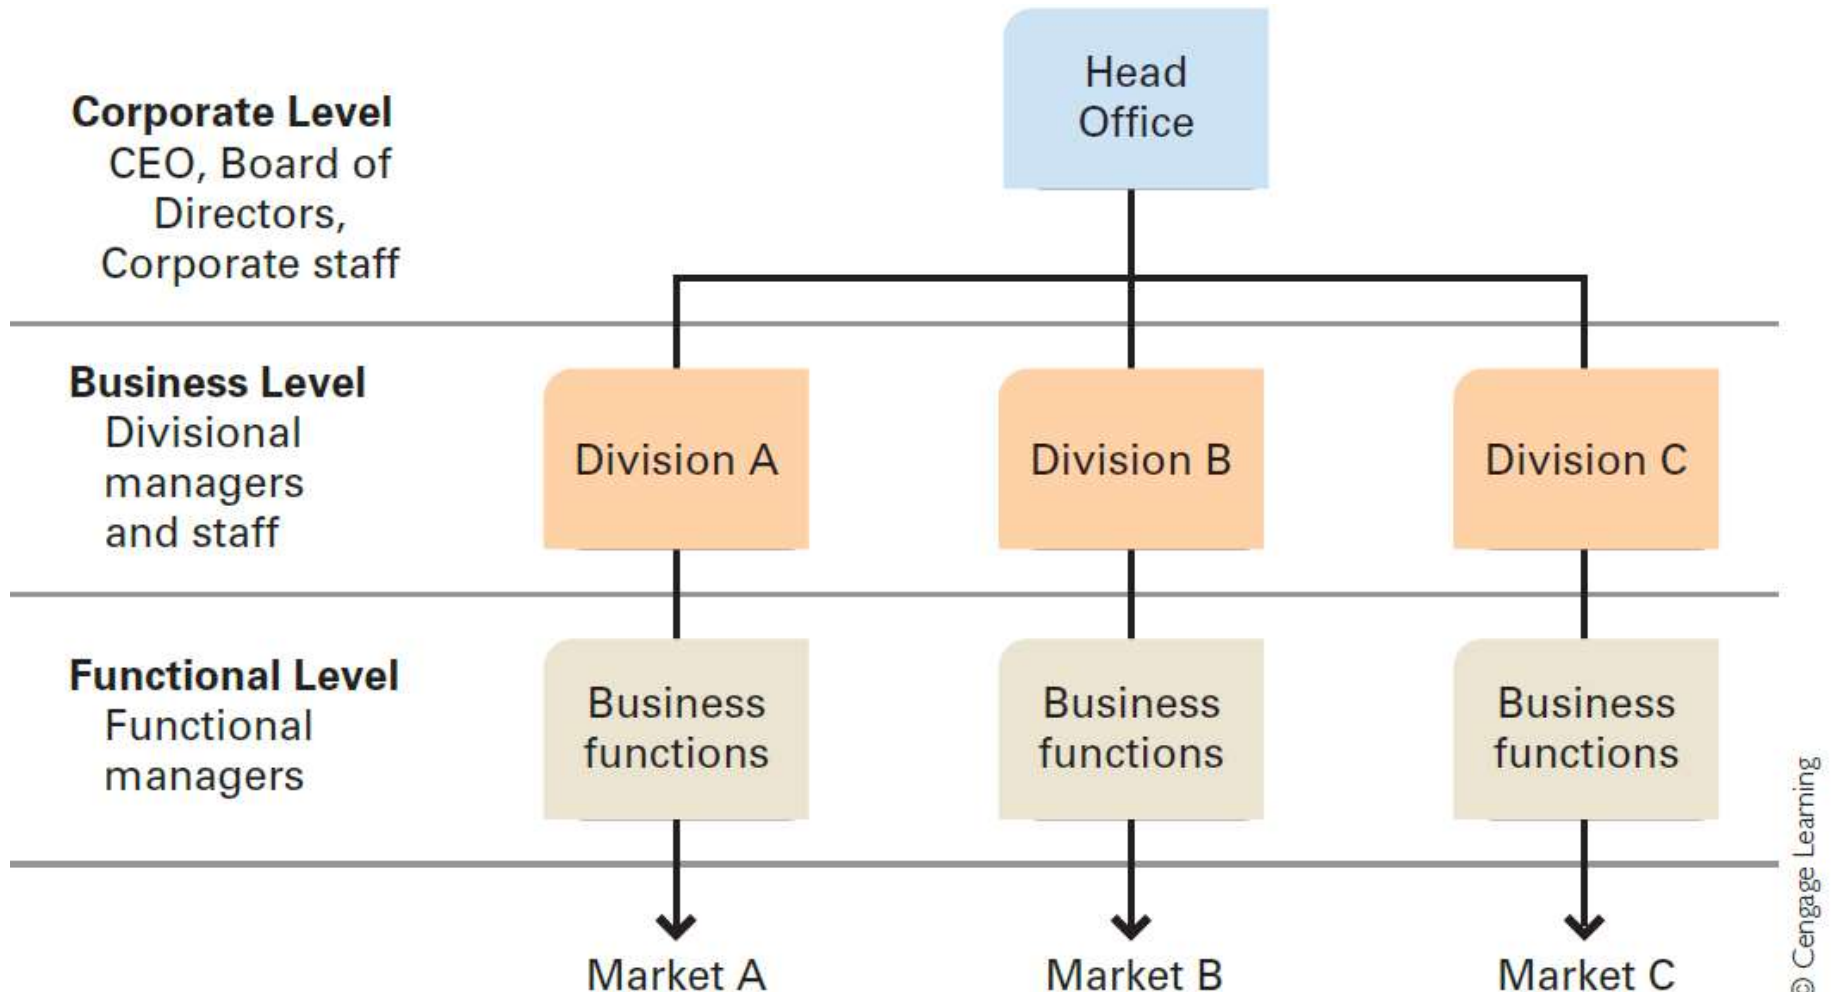 Head
Office
Corporate Level
CEO, Board of
Directors,
Corporate staff
Business Level
Divisional
managers
and staff
Division A
Division B
Division C
Functional Level
Functional
managers
Business
functions
Business
functions
Business
functions
Market A
Market B
Market C
© Cengage Learning